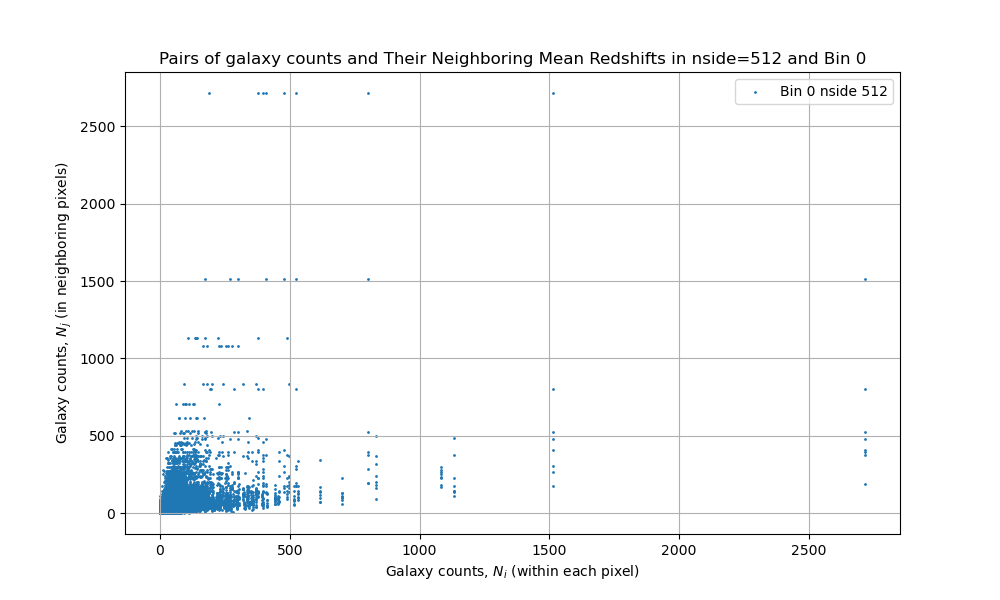 Pairs of galaxy counts and Their Neighboring Mean Redshifts in nside=512 and Bin 0
Bin 0 nside 512
2500
2000
1500
1000
500
0
Galaxy counts, N_j (in neighboring pixels)
0 500 1000 1500 2000 2500
Galaxy counts, N_i (within each pixel)